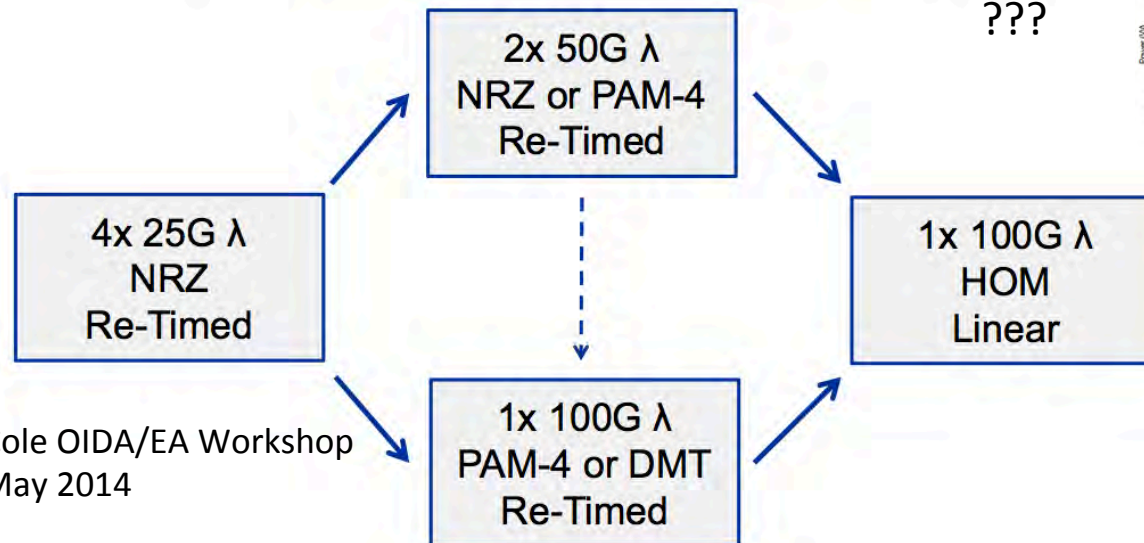 ???
2x 50G λ
NRZ or PAM-4
Re-Timed
4x 25G λ
NRZ
Re-Timed
1x 100G λ
HOM
Linear
1x 100G λ
PAM-4 or DMT
Re-Timed
ole OIDA/EA Workshop
May 2014